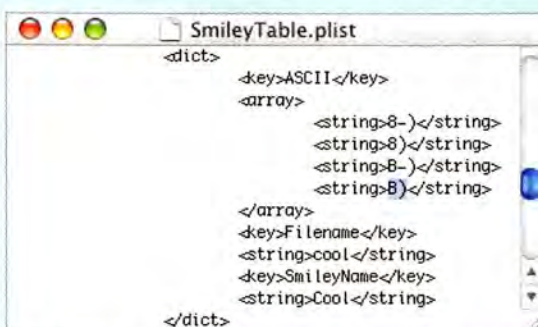 SmileyTable.plist
<dict>
<key>ASCII</key>
<array>
<string>8-)</string>
<string>8)</string>
<string>B-)</string>
<string>B)</string>
</array>
<key>Filename</key>
<string>cool</string>
<key>SmileyName</key>
<string>Cool</string>
</dict>